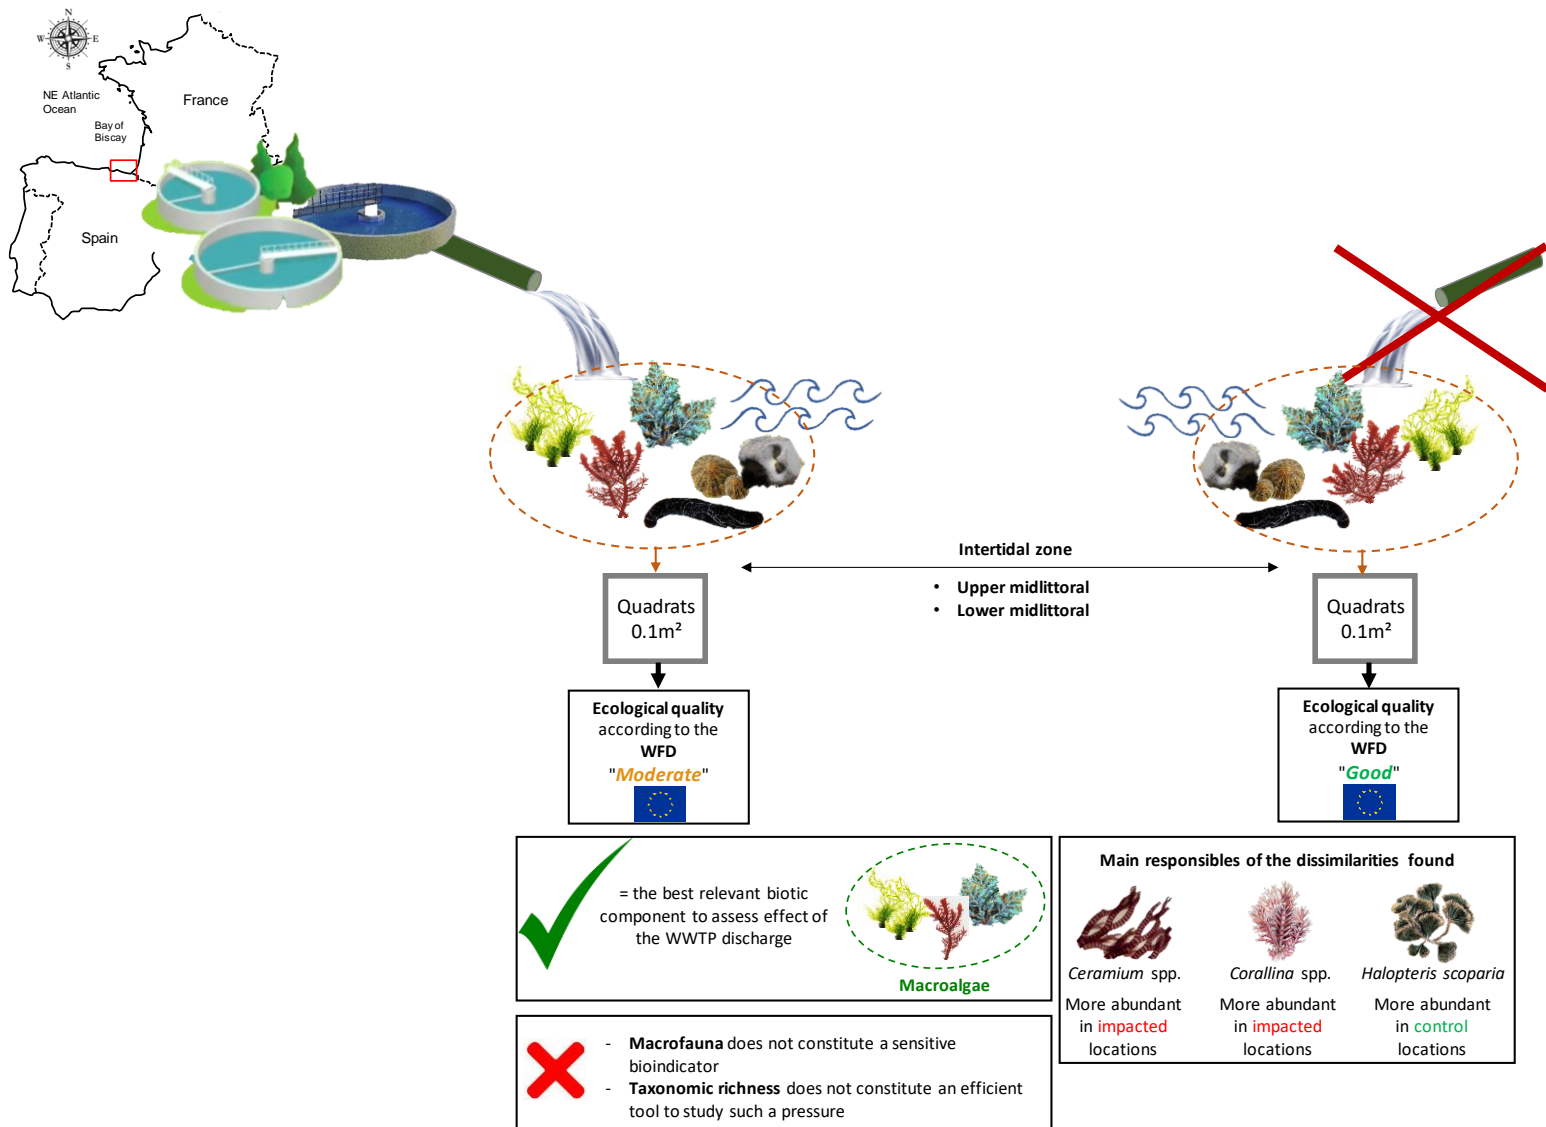 N
W
E
S
NE Atlantic
Ocean
France
Bay of
Biscay
Spain
Intertidal zone
• Upper midlittoral
• Lower midlittoral
Quadrats
0.1m²
Quadrats
0.1m²
Ecological quality
according to the
WFD
"Moderate"
Ecological quality
according to the
WFD
"Good"
= the best relevant biotic
component to assess effect of
the WWTP discharge
Macroalgae
- Macrofauna does not constitute a sensitive
bioindicator
- Taxonomic richness does not constitute an efficient
tool to study such a pressure
Main responsibles of the dissimilarities found
Ceramium spp.
More abundant
in impacted
locations
Corallina spp.
More abundant
in impacted
locations
Halopteris scoparia
More abundant
in control
locations